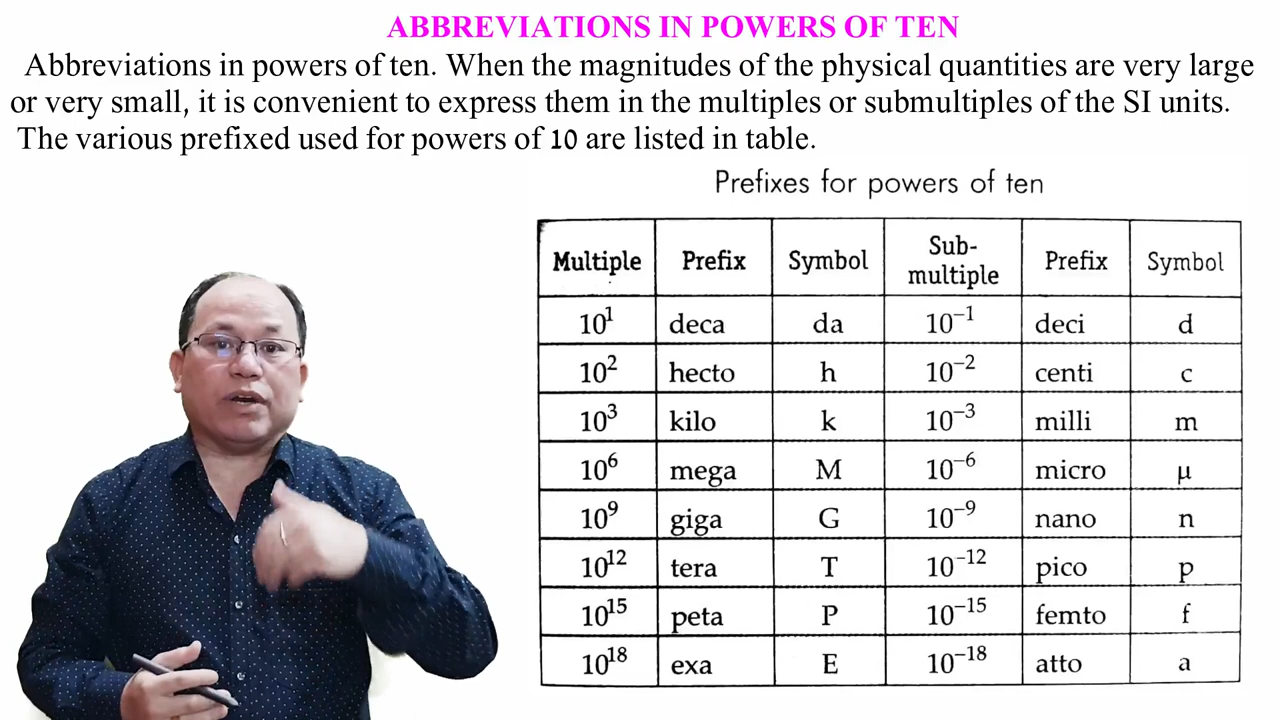 ABBREVIATIONS IN POWERS OF TEN
Abbreviations in powers of ten. When the magnitudes of the physical quantities are very large
or very small, it is convenient to express them in the multiples or submultiples of the SI units.
The various prefixed used for powers of 10 are listed in table.
Prefixes for powers of ten
Multiple Prefix Symbol Sub-multiple Prefix Symbol
10¹ deca da 10⁻¹ deci d
10² hecto h 10⁻² centi c
10³ kilo k 10⁻³ milli m
10⁶ mega M 10⁻⁶ micro μ
10⁹ giga G 10⁻⁹ nano n
10¹² tera T 10⁻¹² pico p
10¹⁵ peta P 10⁻¹⁵ femto f
10¹⁸ exa E 10⁻¹⁸ atto a